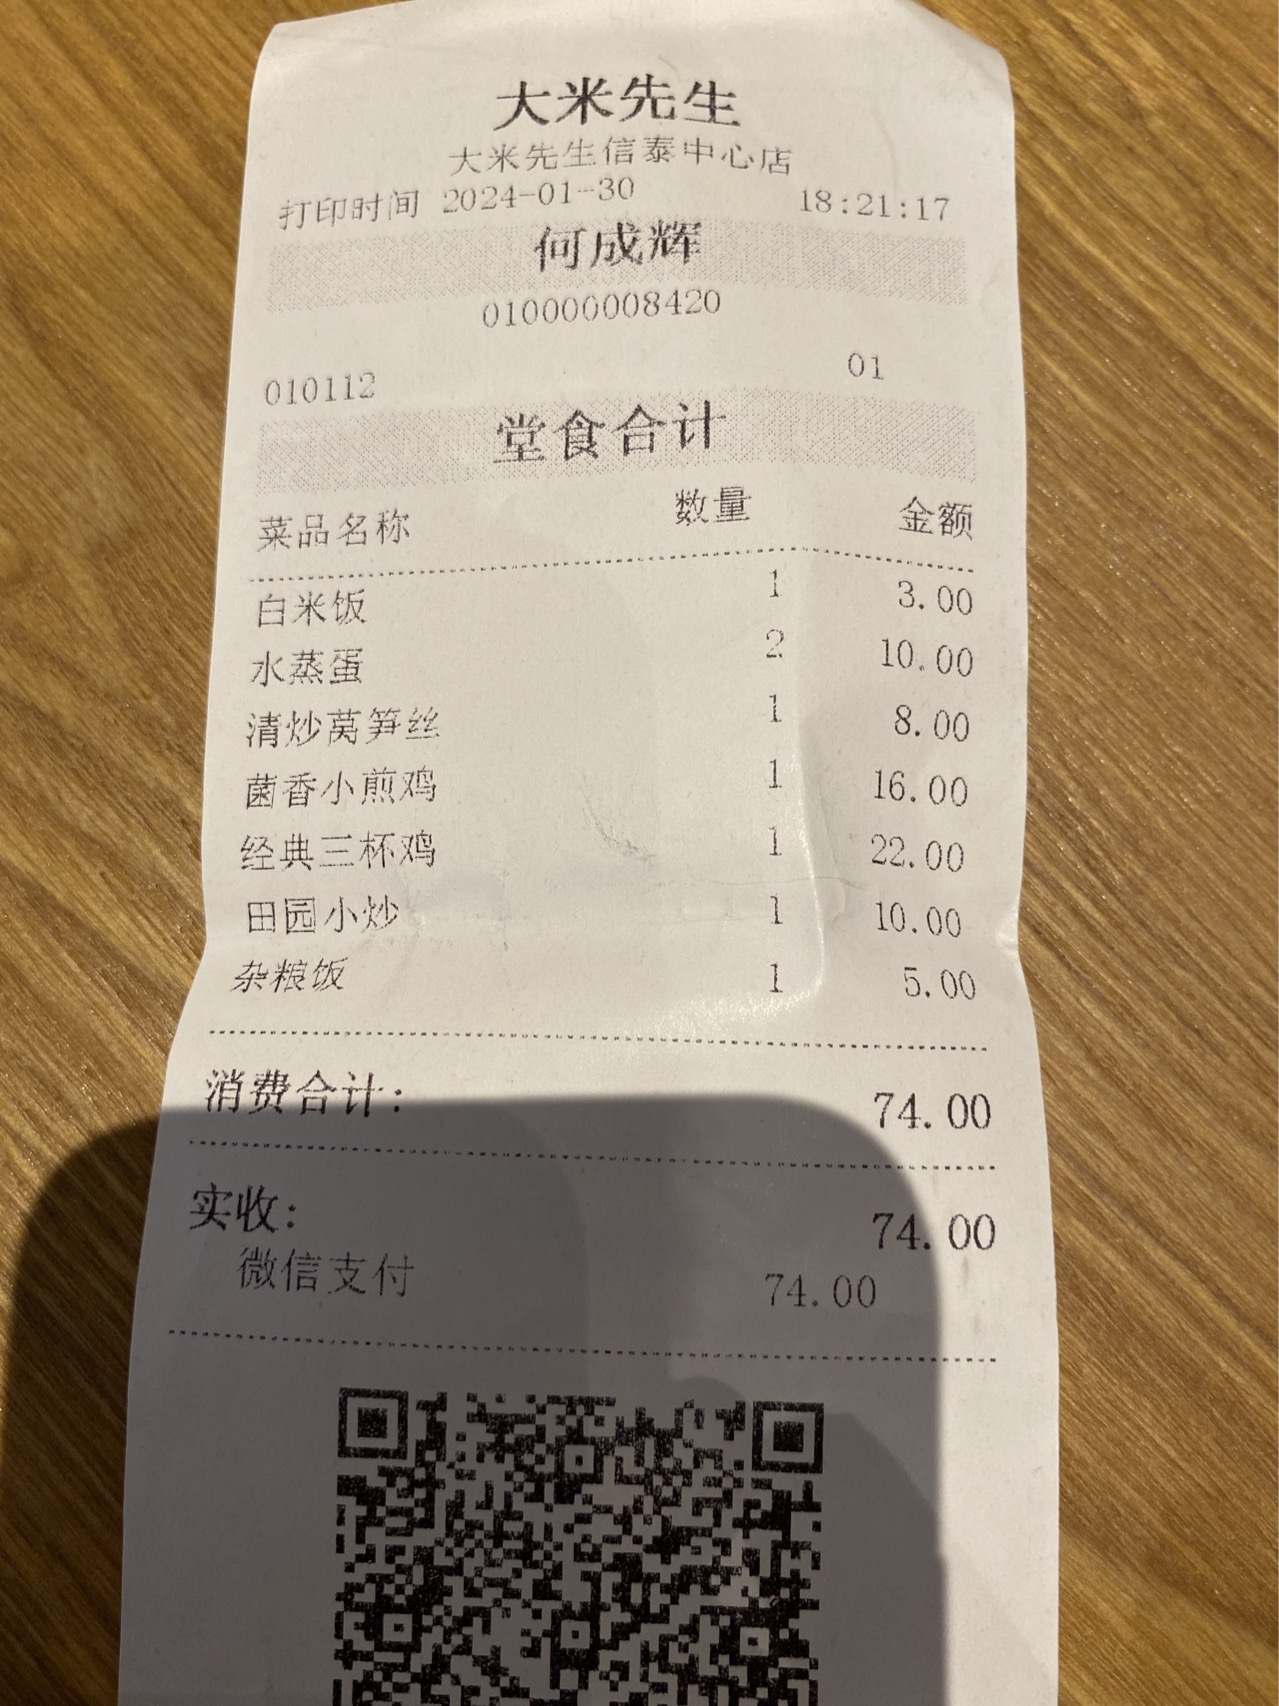 大米先生
大米先生信泰中心店
打印时间 2024-01-30 18:21:17
何成辉
010000008420
010112 01
堂食合计
菜品名称 数量 金额
白米饭 1 3.00
水蒸蛋 2 10.00
清炒莴笋丝 1 8.00
菌香小煎鸡 1 16.00
经典三杯鸡 1 22.00
田园小炒 1 10.00
杂粮饭 1 5.00
消费合计: 74.00
实收: 74.00
微信支付 74.00